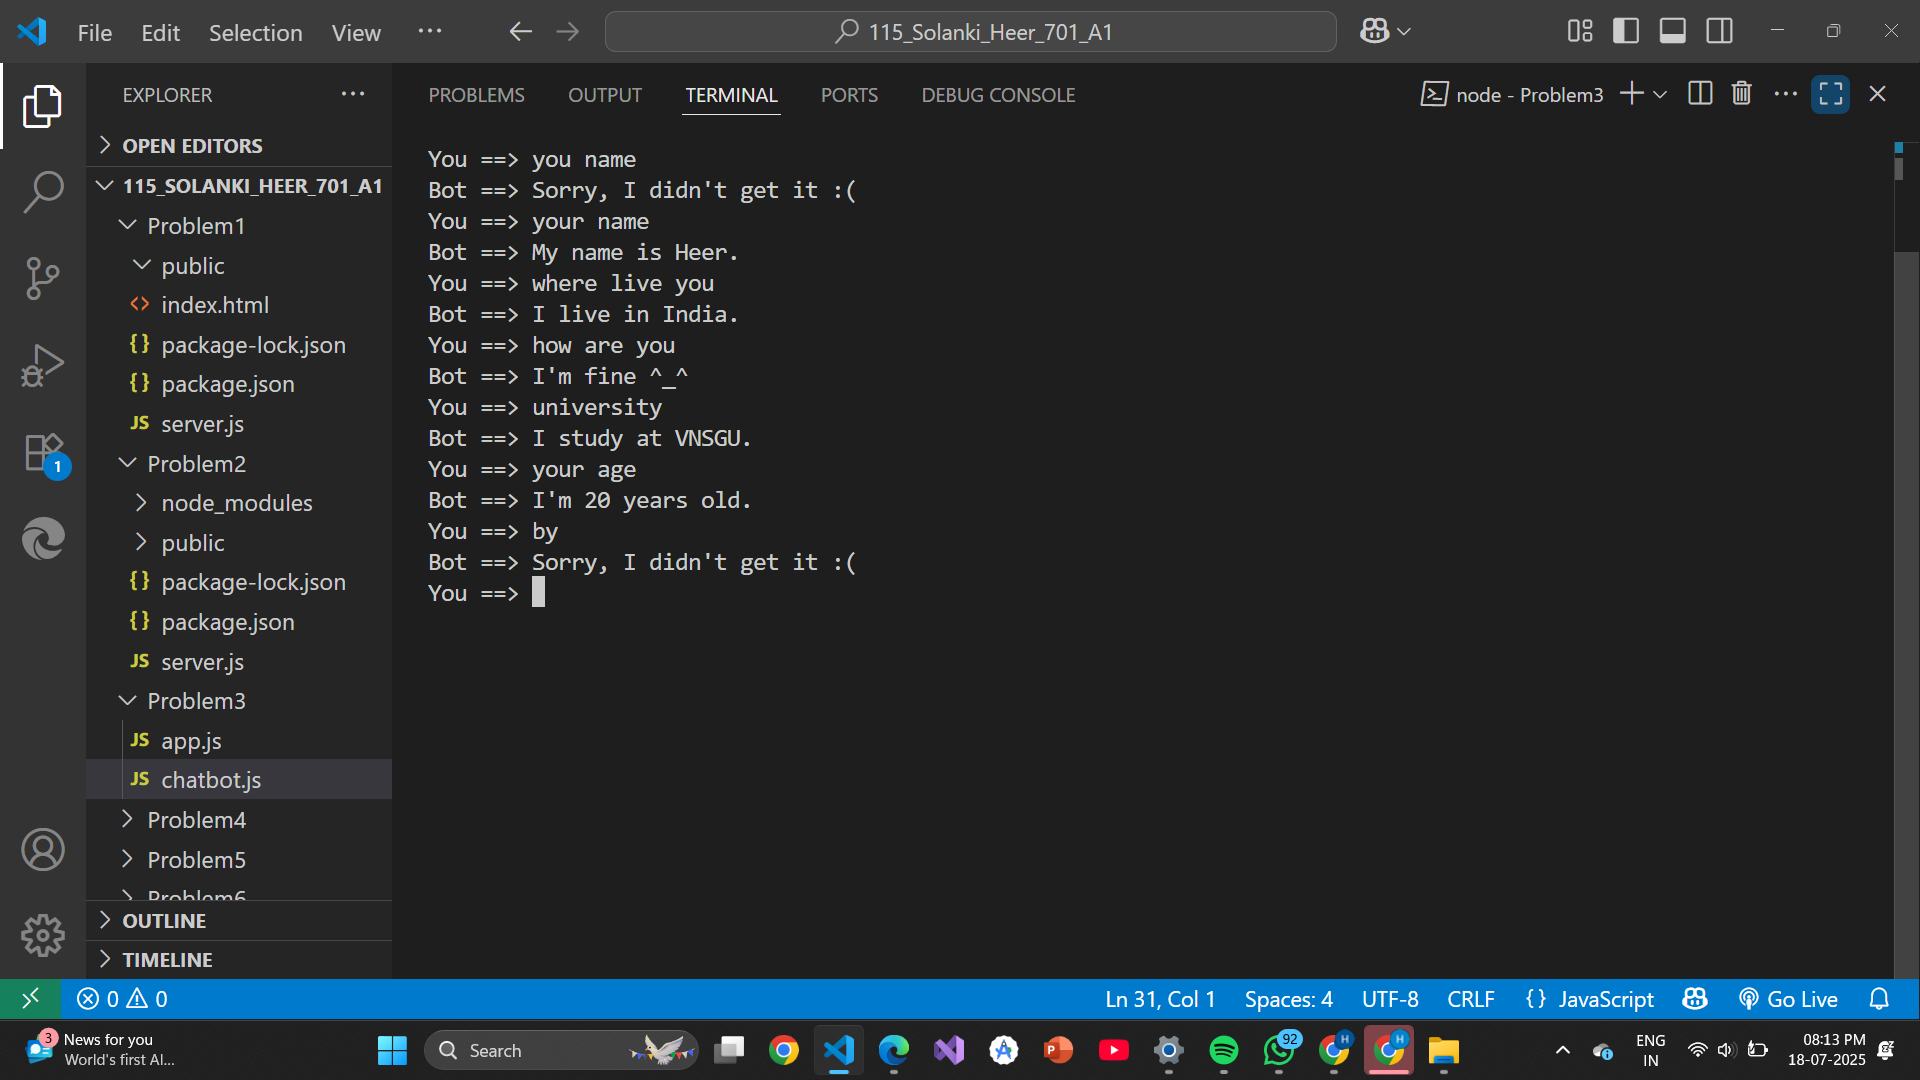 File Edit Selection View ··· 115_Solanki_Heer_701_A1
EXPLORER ···
OPEN EDITORS
115_SOLANKI_HEER_701_A1
Problem1
public
<> index.html
{} package-lock.json
{} package.json
JS server.js
Problem2
node_modules
public
{} package-lock.json
{} package.json
JS server.js
Problem3
JS app.js
JS chatbot.js
Problem4
Problem5
Problem6
OUTLINE
TIMELINE
1
PROBLEMS OUTPUT TERMINAL PORTS DEBUG CONSOLE
node - Problem3
You ==> you name
Bot ==> Sorry, I didn't get it :(
You ==> your name
Bot ==> My name is Heer.
You ==> where live you
Bot ==> I live in India.
You ==> how are you
Bot ==> I'm fine ^_^
You ==> university
Bot ==> I study at VNSGU.
You ==> your age
Bot ==> I'm 20 years old.
You ==> by
Bot ==> Sorry, I didn't get it :(
You ==>
0 0 Ln 31, Col 1 Spaces: 4 UTF-8 CRLF {} JavaScript Go Live
3 News for you
World's first AI...
Search
92
H
H
ENG
IN
08:13 PM
18-07-2025